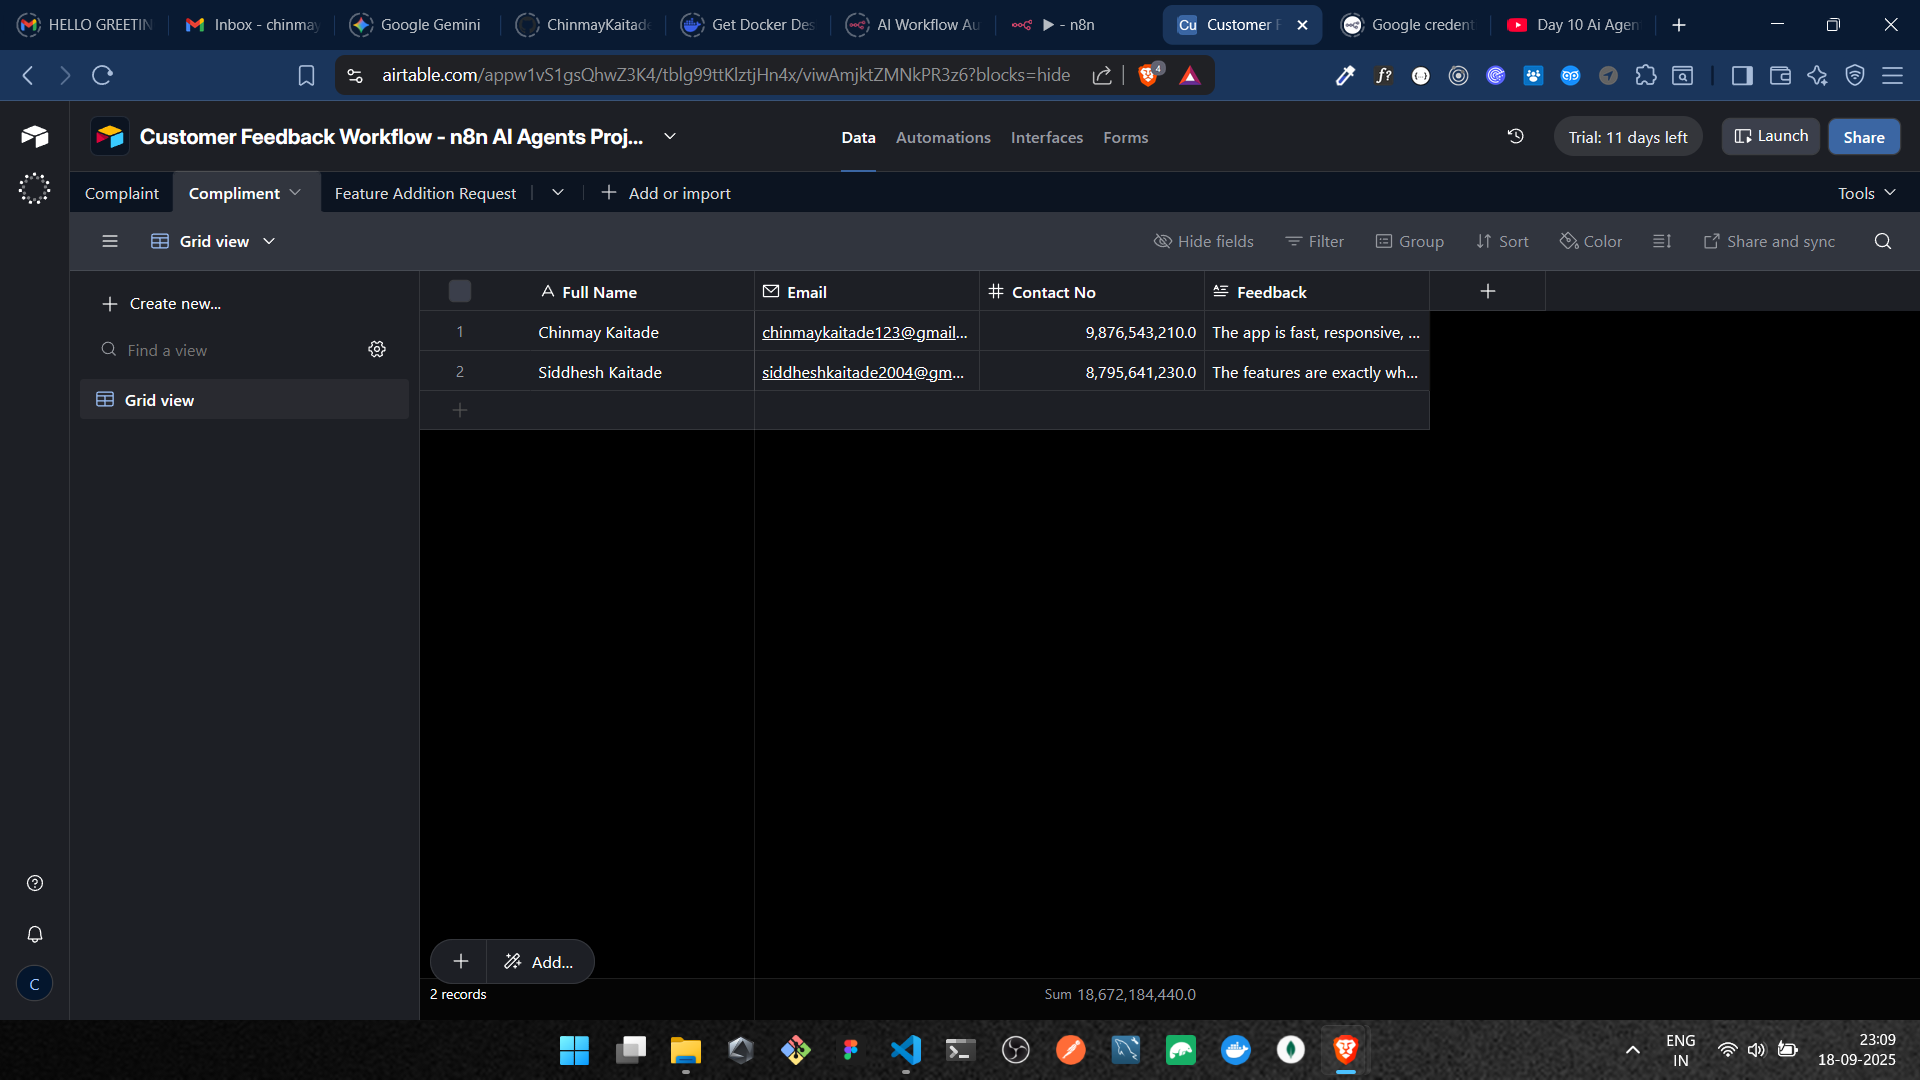 HELLO GREETIN
Inbox - chinmay
Google Gemini
ChinmayKaitade
Get Docker Des
AI Workflow Au
▶ - n8n
Cu
Customer F
Google credent
Day 10 Ai Agen
airtable.com/appw1vS1gsQhwZ3K4/tblg99ttKlztjHn4x/viwAmjktZMNkPR3z6?blocks=hide
4
f?
Customer Feedback Workflow - n8n AI Agents Proj...
Data
Automations
Interfaces
Forms
Trial: 11 days left
Launch
Share
Complaint
Compliment
Feature Addition Request
Add or import
Tools
Grid view
Hide fields
Filter
Group
Sort
Color
Share and sync
Create new...
Find a view
Grid view
Full Name
Email
Contact No
Feedback
1
Chinmay Kaitade
chinmaykaitade123@gmail...
9,876,543,210.0
The app is fast, responsive, ...
2
Siddhesh Kaitade
siddheshkaitade2004@gm...
8,795,641,230.0
The features are exactly wh...
Add...
2 records
Sum 18,672,184,440.0
C
ENG
IN
23:09
18-09-2025